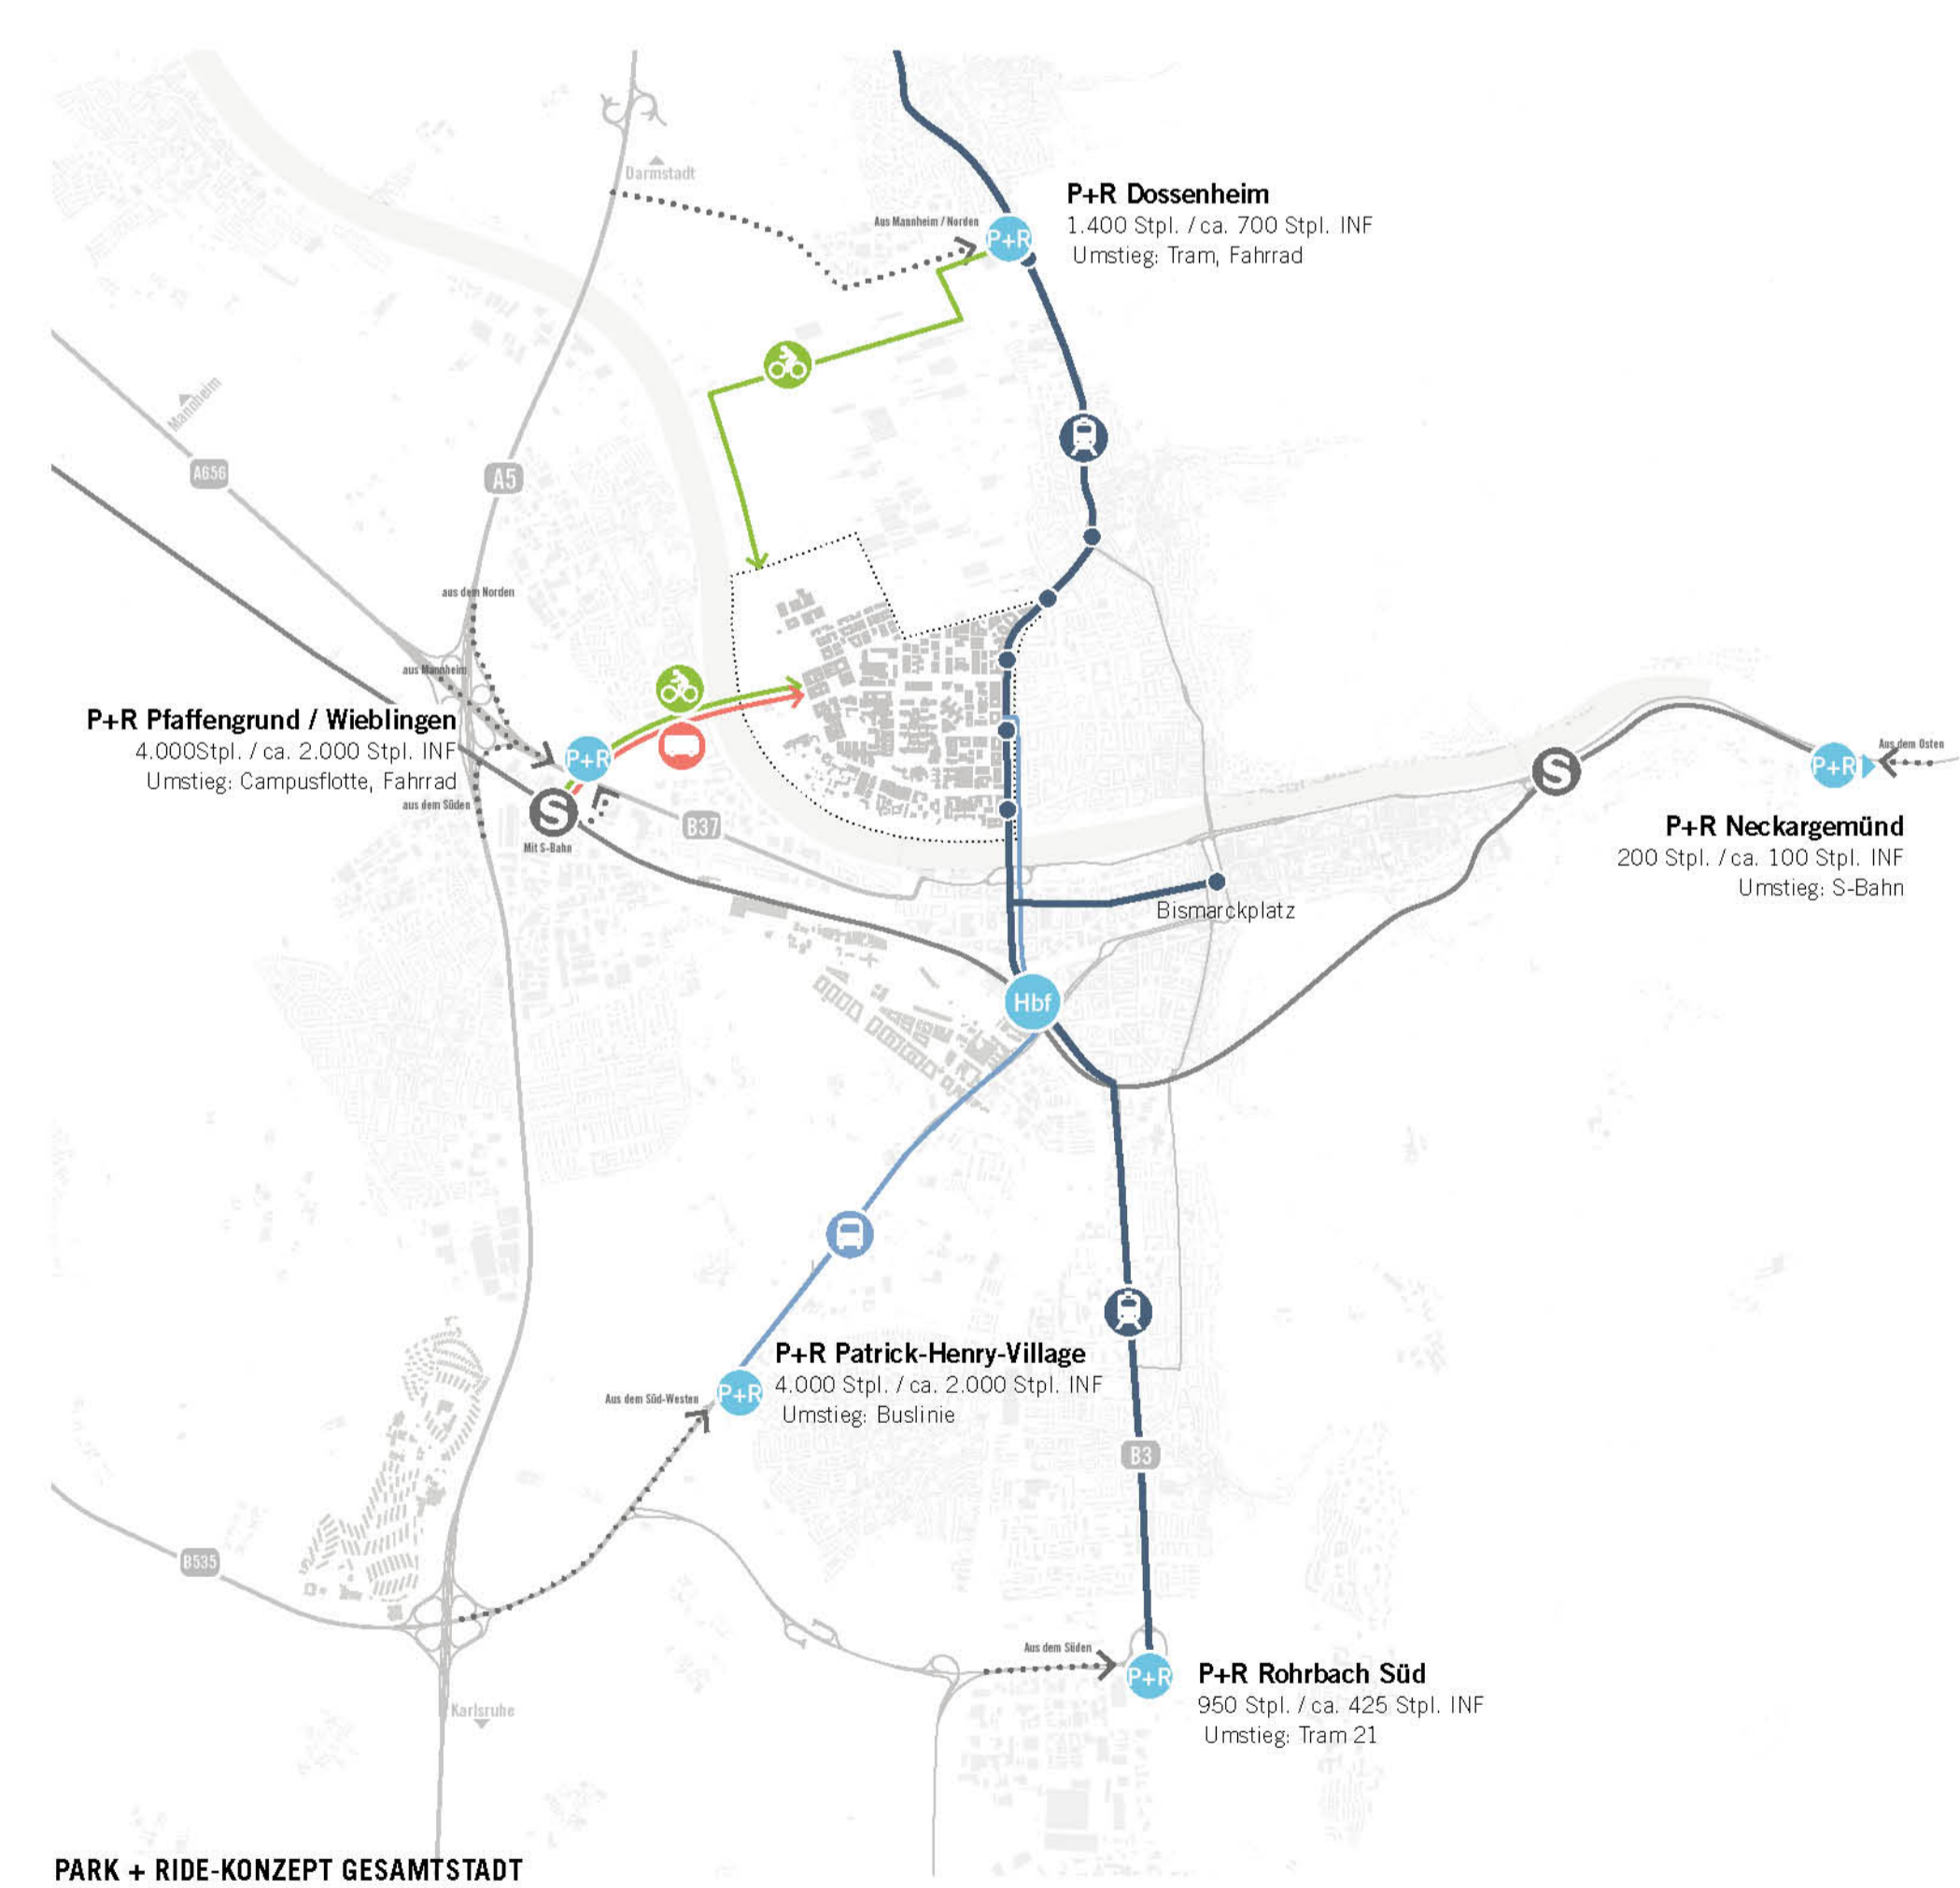 Darmstadt
P+R Dossenheim
1.400 Stpl. / ca. 700 Stpl. INF
Umstieg: Tram, Fahrrad
Aus Mannheim / Norden
P+R
Mannheim
A656
A5
aus dem Norden
aus Mannheim
P+R Pfaffengrund / Wieblingen
4.000Stpl. / ca. 2.000 Stpl. INF
Umstieg: Campusflotte, Fahrrad
aus dem Süden
P+R
S
Mit S-Bahn
B37
S
Aus dem Osten
P+R
P+R Neckargemünd
200 Stpl. / ca. 100 Stpl. INF
Umstieg: S-Bahn
Bismarckplatz
Hbf
P+R Patrick-Henry-Village
4.000 Stpl. / ca. 2.000 Stpl. INF
Umstieg: Buslinie
Aus dem Süd-Westen
P+R
B3
B535
Aus dem Süden
P+R
P+R Rohrbach Süd
950 Stpl. / ca. 425 Stpl. INF
Umstieg: Tram 21
Karlsruhe
PARK + RIDE-KONZEPT GESAMTSTADT